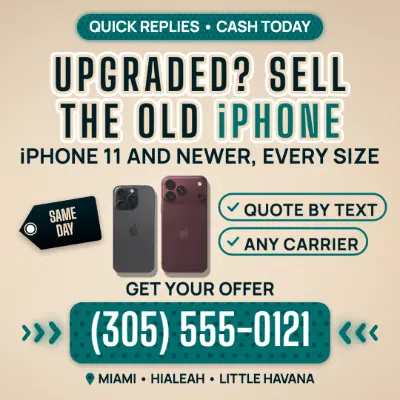 QUICK REPLIES • CASH TODAY
UPGRADED? SELL
THE OLD iPHONE
iPHONE 11 AND NEWER, EVERY SIZE
SAME
DAY
QUOTE BY TEXT
ANY CARRIER
GET YOUR OFFER
(305) 555-0121
MIAMI • HIALEAH • LITTLE HAVANA